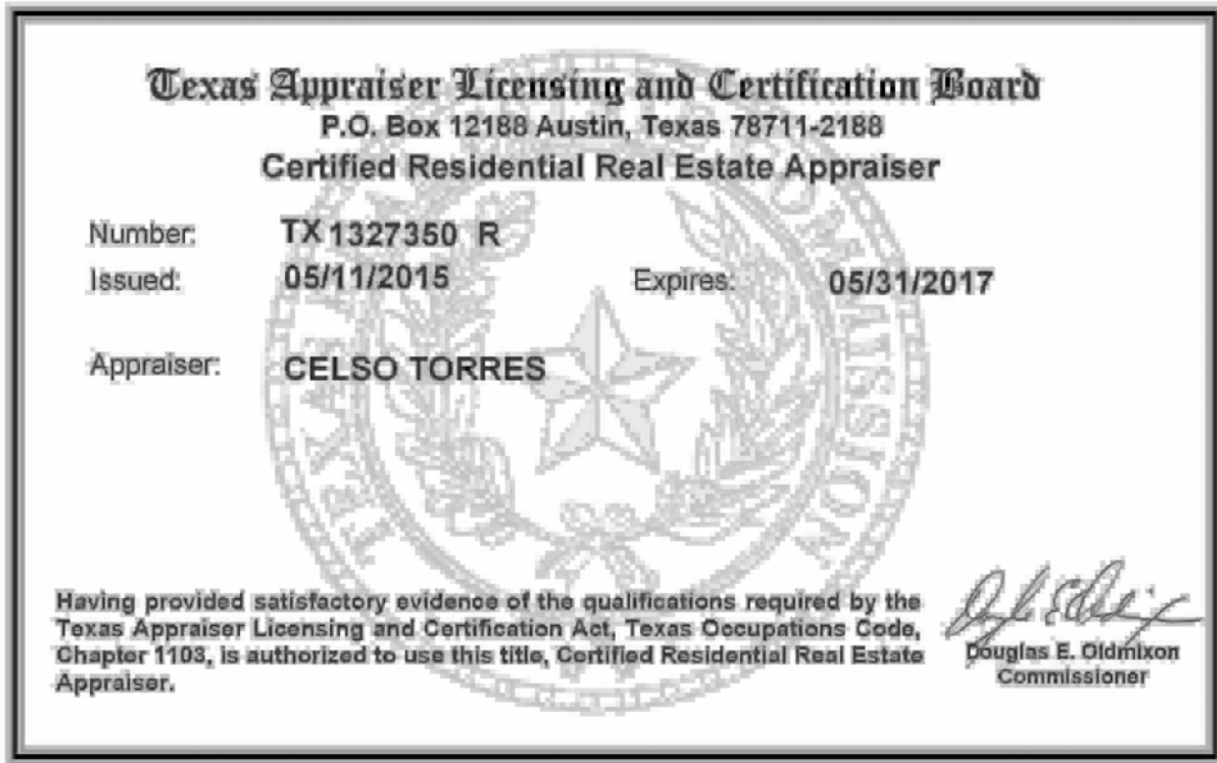 Texas Appraiser Licensing and Certification Board
P.O. Box 12188 Austin, Texas 78711-2188
Certified Residential Real Estate Appraiser
Number: TX 1327350 R
Issued: 05/11/2015 Expires: 05/31/2017
Appraiser: CELSO TORRES
Having provided satisfactory evidence of the qualifications required by the
Texas Appraiser Licensing and Certification Act, Texas Occupations Code,
Chapter 1103, is authorized to use this title, Certified Residential Real Estate
Appraiser.
Douglas E. Oldmixon
Commissioner